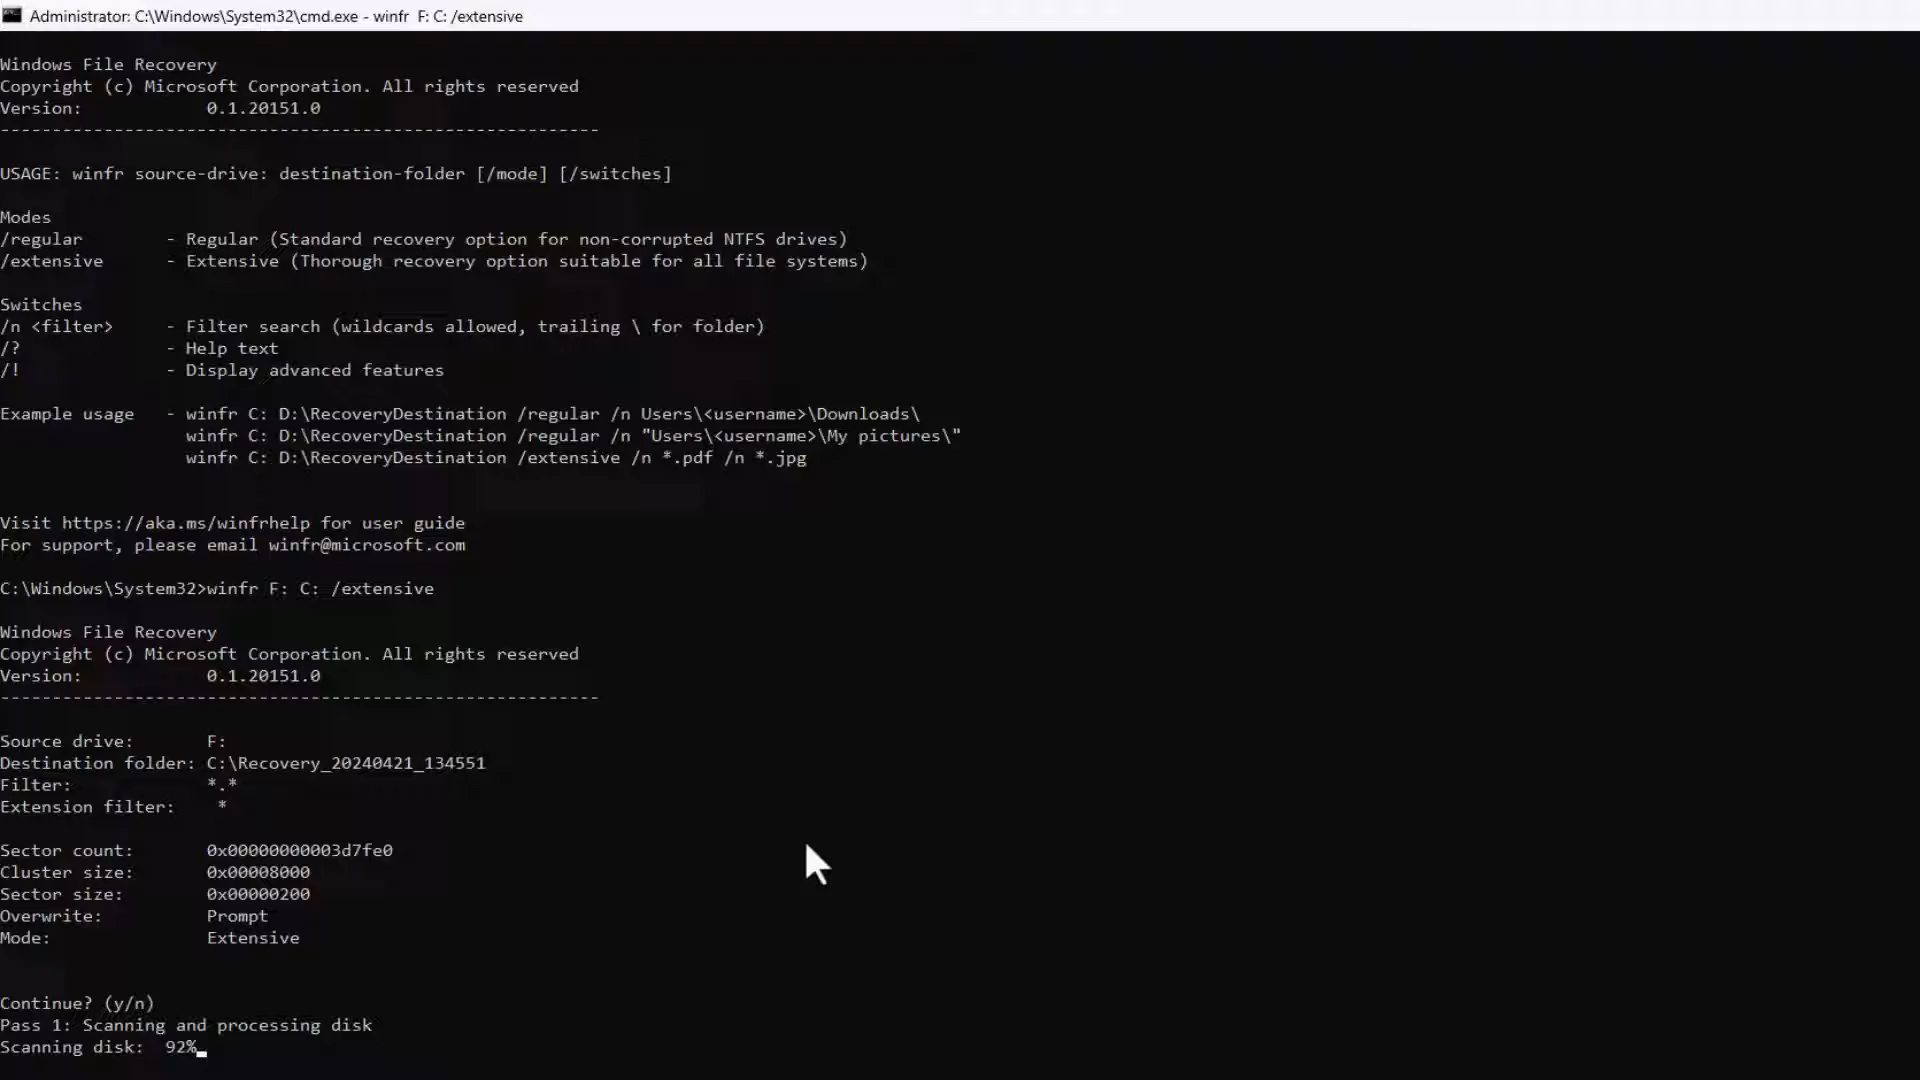 Administrator: C:\Windows\System32\cmd.exe - winfr  F: C: /extensive
Windows File Recovery
Copyright (c) Microsoft Corporation. All rights reserved
Version:            0.1.20151.0
----------------------------------------------------------
USAGE: winfr source-drive: destination-folder [/mode] [/switches]
Modes
/regular        - Regular (Standard recovery option for non-corrupted NTFS drives)
/extensive      - Extensive (Thorough recovery option suitable for all file systems)
Switches
/n <filter>     - Filter search (wildcards allowed, trailing \ for folder)
/?              - Help text
/!              - Display advanced features
Example usage   - winfr C: D:\RecoveryDestination /regular /n Users\<username>\Downloads\
                  winfr C: D:\RecoveryDestination /regular /n "Users\<username>\My pictures\"
                  winfr C: D:\RecoveryDestination /extensive /n *.pdf /n *.jpg
Visit https://aka.ms/winfrhelp for user guide
For support, please email winfr@microsoft.com
C:\Windows\System32>winfr F: C: /extensive
Windows File Recovery
Copyright (c) Microsoft Corporation. All rights reserved
Version:            0.1.20151.0
----------------------------------------------------------
Source drive:       F:
Destination folder: C:\Recovery_20240421_134551
Filter:             *.*
Extension filter:    *
Sector count:       0x00000000003d7fe0
Cluster size:       0x00008000
Sector size:        0x00000200
Overwrite:          Prompt
Mode:               Extensive
Continue? (y/n)
Pass 1: Scanning and processing disk
Scanning disk:  92%